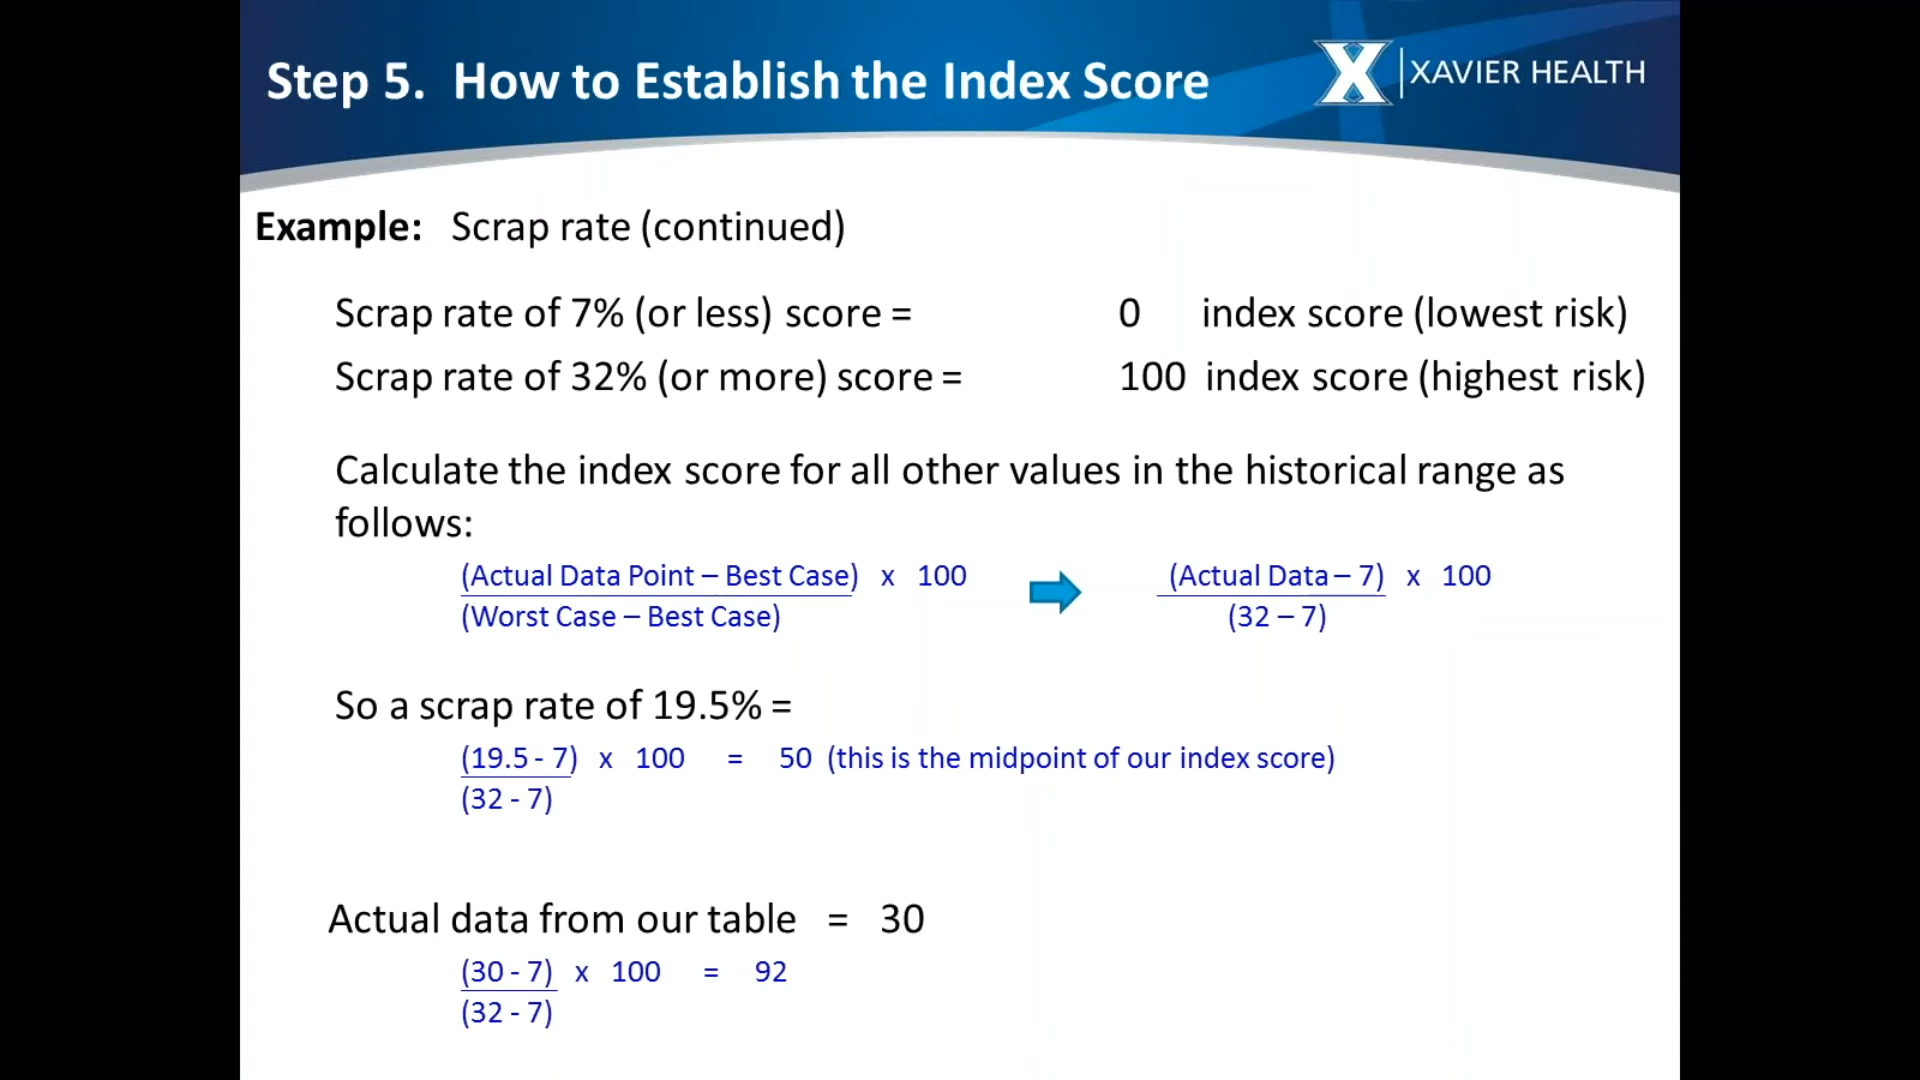 Step 5. How to Establish the Index Score
XAVIER HEALTH
Example: Scrap rate (continued)
Scrap rate of 7% (or less) score = 0 index score (lowest risk)
Scrap rate of 32% (or more) score = 100 index score (highest risk)
Calculate the index score for all other values in the historical range as
follows:
(Actual Data Point – Best Case) x 100 (Actual Data – 7) x 100
(Worst Case – Best Case) (32 – 7)
So a scrap rate of 19.5% =
(19.5 - 7) x 100 = 50 (this is the midpoint of our index score)
(32 - 7)
Actual data from our table = 30
(30 - 7) x 100 = 92
(32 - 7)